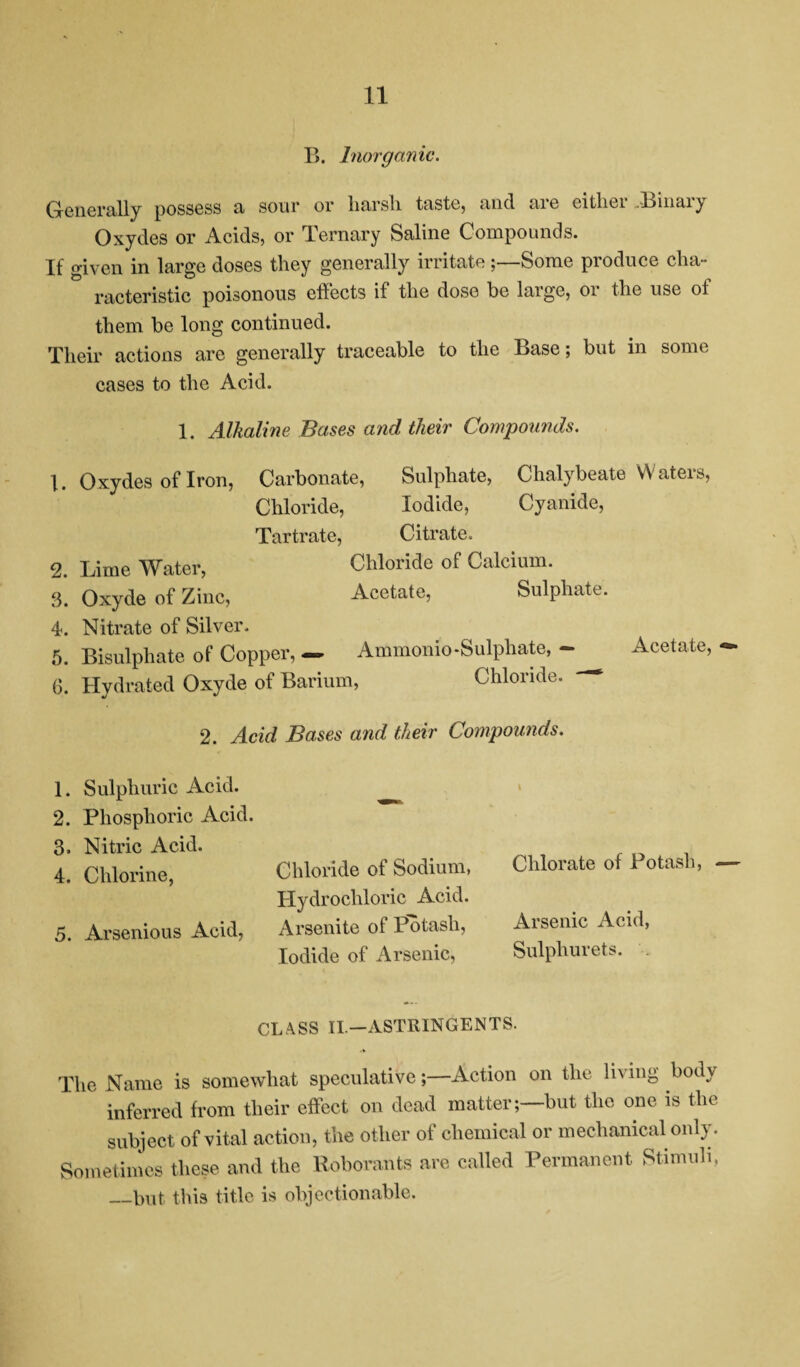 11
B. Inorganic.
Generally possess a sour or harsh taste, and are either Binary
Oxydes or Acids, or Ternary Saline Compounds.
If given in large doses they generally irritate;—Some produce cha-
racteristic poisonous effects if the dose be large, or the use of
them be long continued.
Their actions are generally traceable to the Base; but in some
cases to the Acid.
1. Alkaline Bases and their Compounds.
1. Oxydes of Iron, Carbonate, Sulphate, Chalybeate Waters,
Chloride, Iodide, Cyanide,
Tartrate, Citrate.
2. Lime Water, Chloride of Calcium.
3. Oxyde of Zinc, Acetate, Sulphate.
4. Nitrate of Silver.
5. Bisulphate of Copper, — Ammonio-Sulphate, — Acetate, —
6. Hydrated Oxyde of Barium, Chloride. —
2. Acid Bases and their Compounds.
1. Sulphuric Acid. —
2. Phosphoric Acid.
3. Nitric Acid.
4. Chlorine, Chloride of Sodium, Chlorate of Potash, —
Hydrochloric Acid.
5. Arsenious Acid, Arsenite of Potash, Arsenic Acid,
Iodide of Arsenic, Sulphurets.
CLASS II.—ASTRINGENTS.
The Name is somewhat speculative;—Action on the living body
inferred from their effect on dead matter;—but the one is the
subject of vital action, the other of chemical or mechanical only.
Sometimes these and the Roborants are called Permanent Stimuli,
—but this title is objectionable.